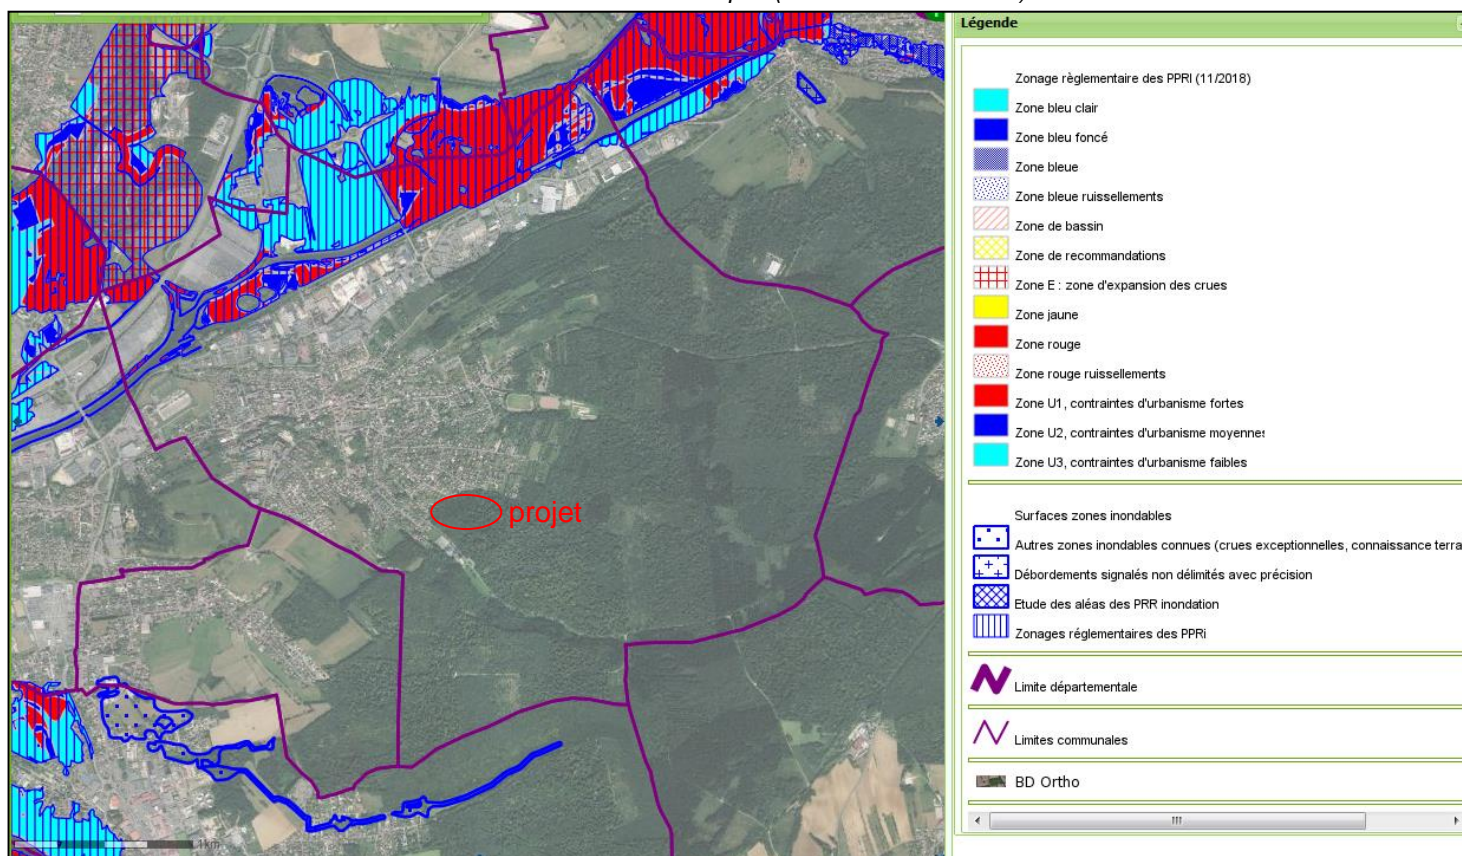 Légende
Zonage règlementaire des PPRI (11/2018)
Zone bleu clair
Zone bleu foncé
Zone bleue
Zone bleue ruissellements
Zone de bassin
Zone de recommandations
Zone E : zone d'expansion des crues
Zone jaune
Zone rouge
Zone rouge ruissellements
Zone U1, contraintes d'urbanisme fortes
Zone U2, contraintes d'urbanisme moyennes
Zone U3, contraintes d'urbanisme faibles
projet
Surfaces zones inondables
Autres zones inondables connues (crues exceptionnelles, connaissance terra
Débordements signalés non délimités avec précision
Etude des aléas des PRR inondation
Zonages réglementaires des PPRi
Limite départementale
Limites communales
BD Ortho
1km